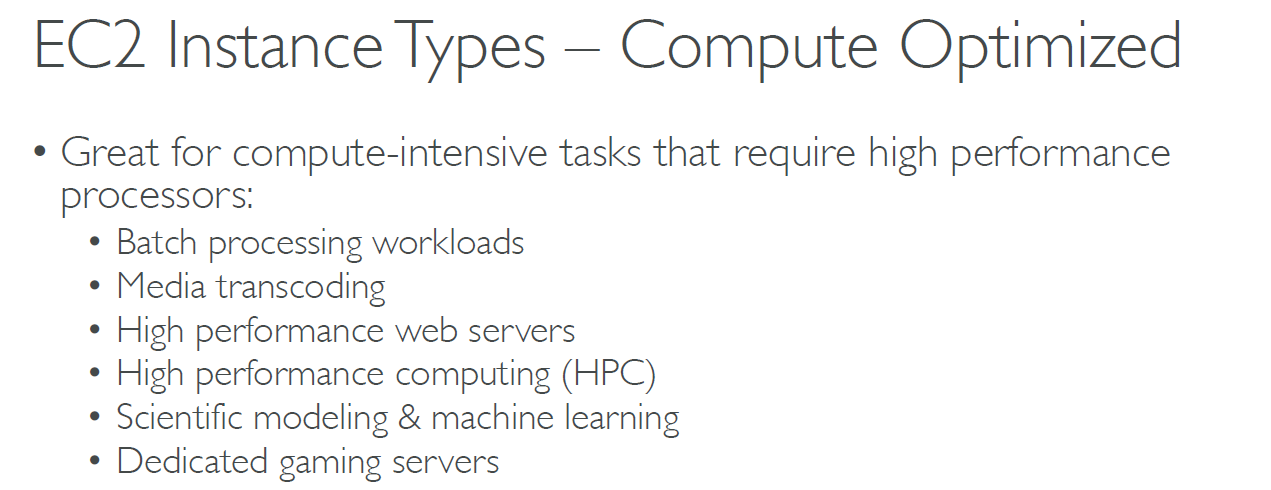 EC2 Instance Types – Compute Optimized
• Great for compute-intensive tasks that require high performance
processors:
• Batch processing workloads
• Media transcoding
• High performance web servers
• High performance computing (HPC)
• Scientific modeling & machine learning
• Dedicated gaming servers